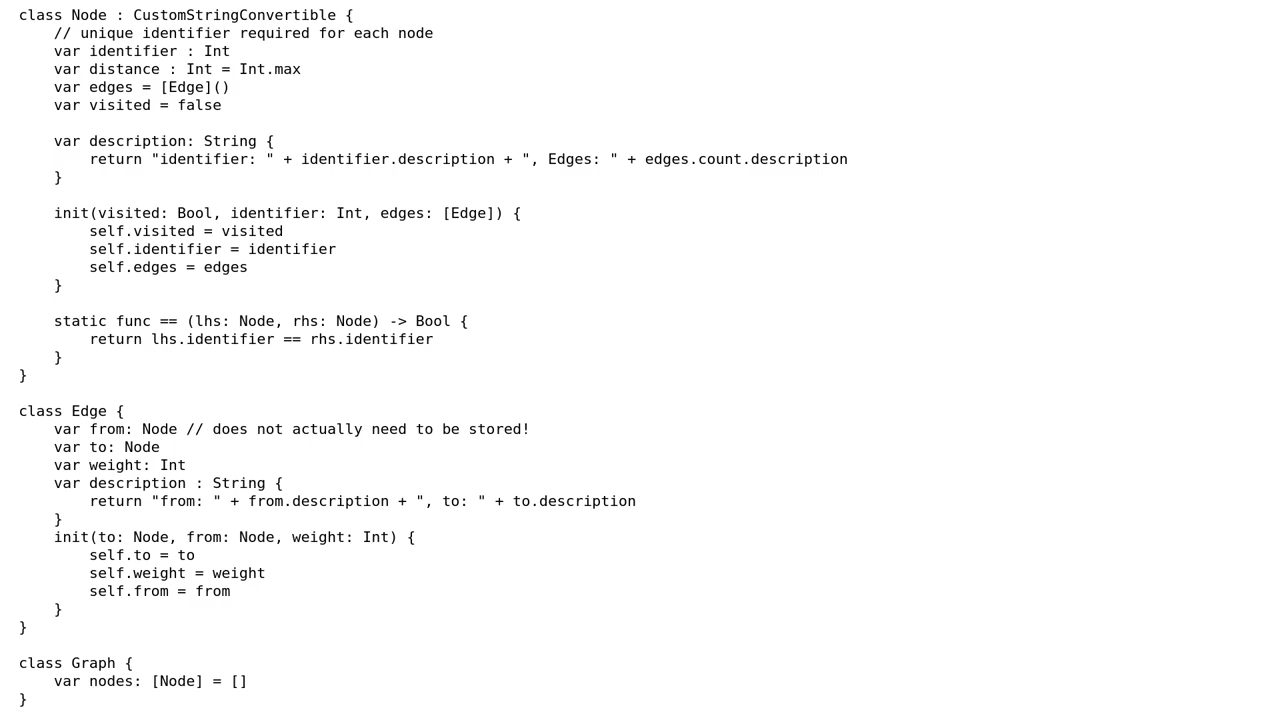 class Node : CustomStringConvertible {
    // unique identifier required for each node
    var identifier : Int
    var distance : Int = Int.max
    var edges = [Edge]()
    var visited = false

    var description: String {
        return "identifier: " + identifier.description + ", Edges: " + edges.count.description
    }

    init(visited: Bool, identifier: Int, edges: [Edge]) {
        self.visited = visited
        self.identifier = identifier
        self.edges = edges
    }

    static func == (lhs: Node, rhs: Node) -> Bool {
        return lhs.identifier == rhs.identifier
    }
}

class Edge {
    var from: Node // does not actually need to be stored!
    var to: Node
    var weight: Int
    var description : String {
        return "from: " + from.description + ", to: " + to.description
    }
    init(to: Node, from: Node, weight: Int) {
        self.to = to
        self.weight = weight
        self.from = from
    }
}

class Graph {
    var nodes: [Node] = []
}